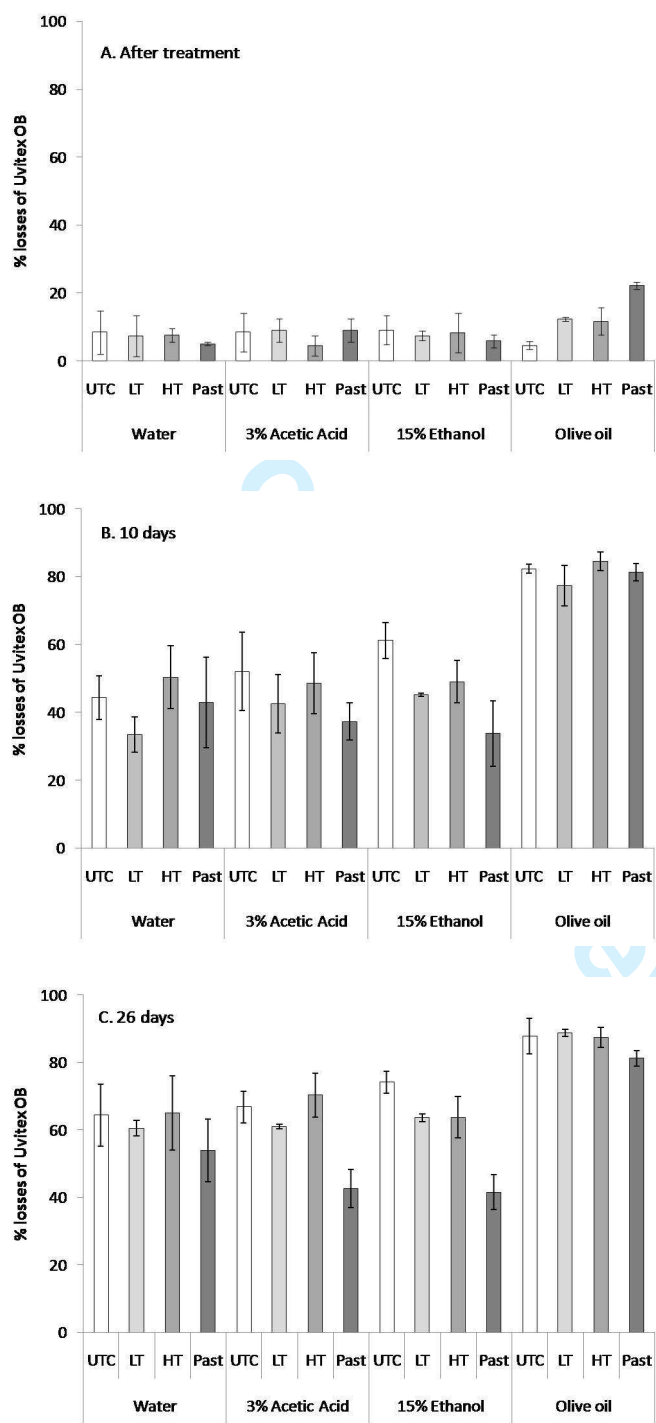 A. After treatment
% losses of Uvitex OB
100
80
60
40
20
0
UTC LT HT Past UTC LT HT Past UTC LT HT Past UTC LT HT Past
Water 3% Acetic Acid 15% Ethanol Olive oil
B. 10 days
% losses of Uvitex OB
100
80
60
40
20
0
UTC LT HT Past UTC LT HT Past UTC LT HT Past UTC LT HT Past
Water 3% Acetic Acid 15% Ethanol Olive oil
C. 26 days
% losses of Uvitex OB
100
80
60
40
20
0
UTC LT HT Past UTC LT HT Past UTC LT HT Past UTC LT HT Past
Water 3% Acetic Acid 15% Ethanol Olive oil